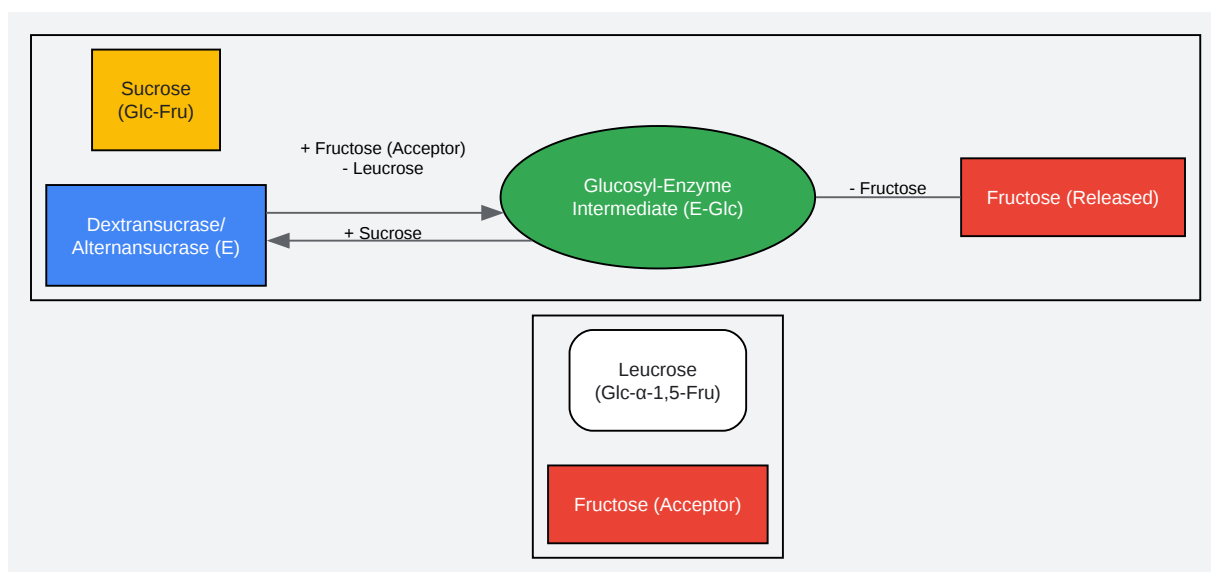 Sucrose
(Glc-Fru)
+ Fructose (Acceptor)
- Leucrose
Dextransucrase/
Alternansucrase (E)
+ Sucrose
Glucosyl-Enzyme
Intermediate (E-Glc)
- Fructose
Fructose (Released)
Leucrose
(Glc-α-1,5-Fru)
Fructose (Acceptor)